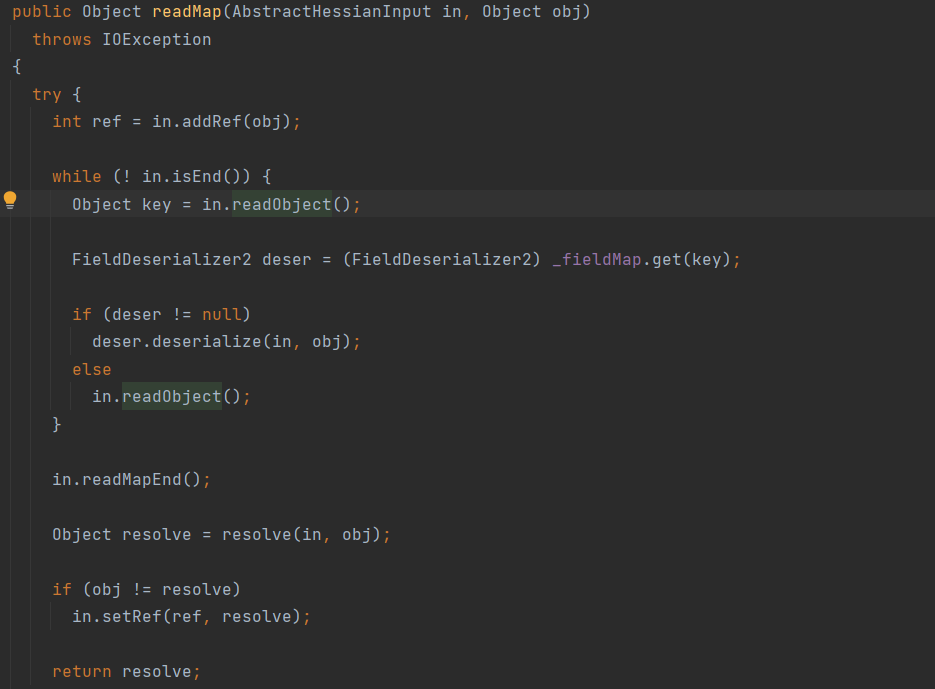 public Object readMap(AbstractHessianInput in, Object obj)
throws IOException
{
try {
int ref = in.addRef(obj);
while (! in.isEnd()) {
Object key = in.readObject();
FieldDeserializer2 deser = (FieldDeserializer2) _fieldMap.get(key);
if (deser != null)
deser.deserialize(in, obj);
else
in.readObject();
}
in.readMapEnd();
Object resolve = resolve(in, obj);
if (obj != resolve)
in.setRef(ref, resolve);
return resolve;